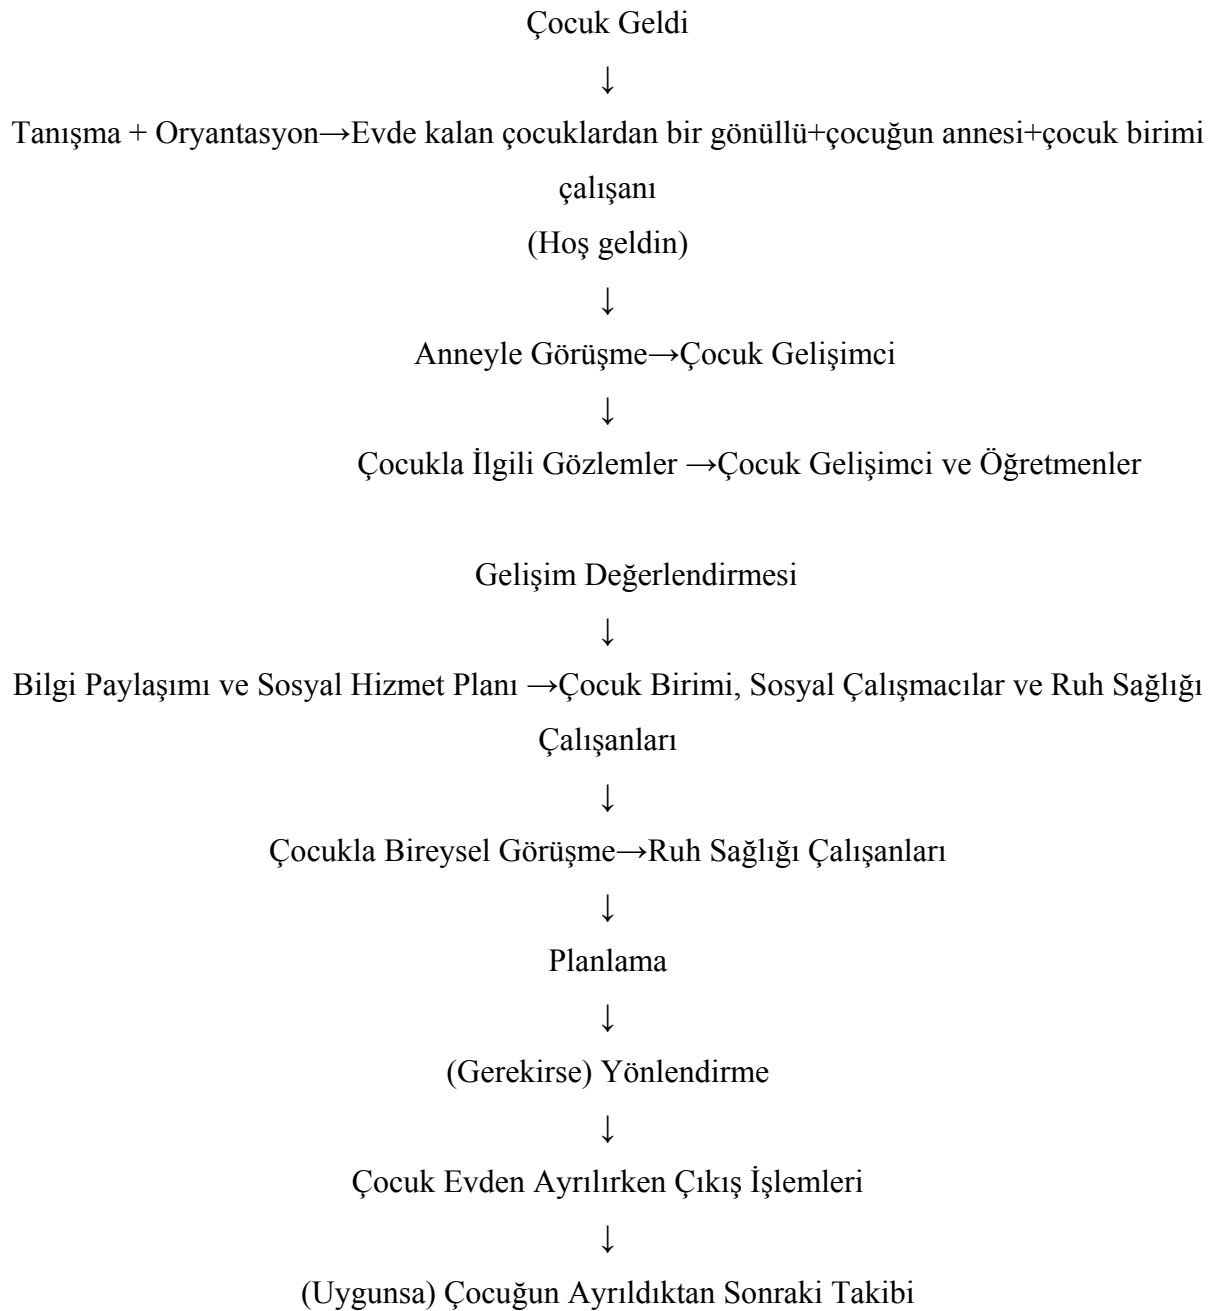 Çocuk Geldi
↓
Tanışma + Oryantasyon→Evde kalan çocuklardan bir gönüllü+çocuğun annesi+çocuk birimi
çalışanı
(Hoş geldin)
↓
Anneyle Görüşme→Çocuk Gelişimci
↓
Çocukla İlgili Gözlemler →Çocuk Gelişimci ve Öğretmenler
Gelişim Değerlendirmesi
↓
Bilgi Paylaşımı ve Sosyal Hizmet Planı →Çocuk Birimi, Sosyal Çalışmacılar ve Ruh Sağlığı
Çalışanları
↓
Çocukla Bireysel Görüşme→Ruh Sağlığı Çalışanları
↓
Planlama
↓
(Gerekirse) Yönlendirme
↓
Çocuk Evden Ayrılırken Çıkış İşlemleri
↓
(Uygunsa) Çocuğun Ayrıldıktan Sonraki Takibi